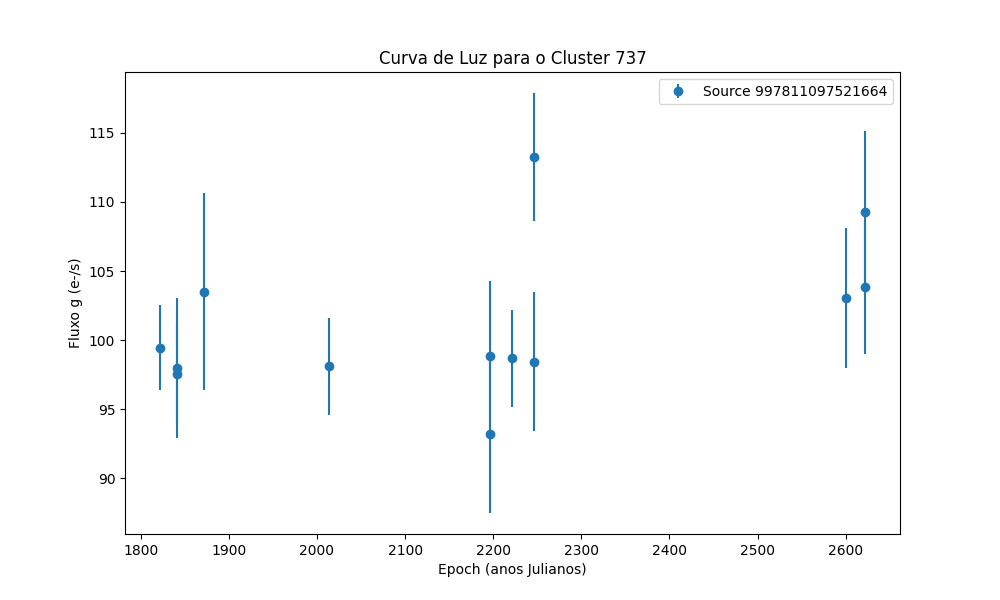 Curva de Luz para o Cluster 737
Source 997811097521664
Fluxo g (e-/s)
115
110
105
100
95
90
1800 1900 2000 2100 2200 2300 2400 2500 2600
Epoch (anos Julianos)